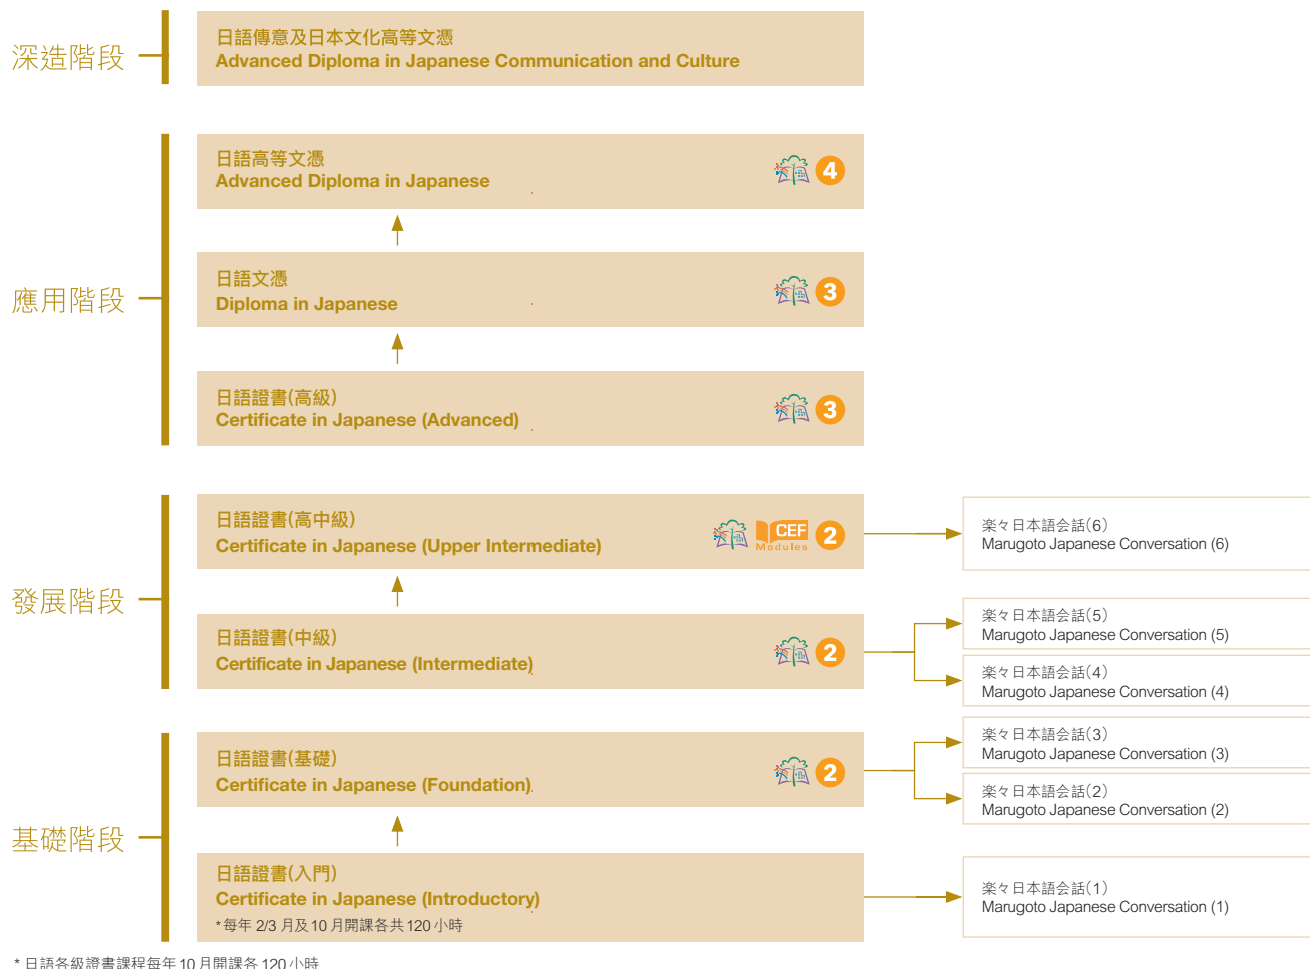 深造階段
日語傳意及日本文化高等文憑
Advanced Diploma in Japanese Communication and Culture
應用階段
日語高等文憑
Advanced Diploma in Japanese
4
日語文憑
Diploma in Japanese
3
日語證書(高級)
Certificate in Japanese (Advanced)
3
發展階段
日語證書(高中級)
Certificate in Japanese (Upper Intermediate)
CEF
Modules
2
楽々日本語会話(6)
Marugoto Japanese Conversation (6)
日語證書(中級)
Certificate in Japanese (Intermediate)
2
楽々日本語会話(5)
Marugoto Japanese Conversation (5)
楽々日本語会話(4)
Marugoto Japanese Conversation (4)
基礎階段
日語證書(基礎)
Certificate in Japanese (Foundation)
2
楽々日本語会話(3)
Marugoto Japanese Conversation (3)
楽々日本語会話(2)
Marugoto Japanese Conversation (2)
日語證書(入門)
Certificate in Japanese (Introductory)
*每年 2/3 月及10 月開課各共120 小時
楽々日本語会話(1)
Marugoto Japanese Conversation (1)
* 日語各級證書課程每年10 月開課各 120 小時